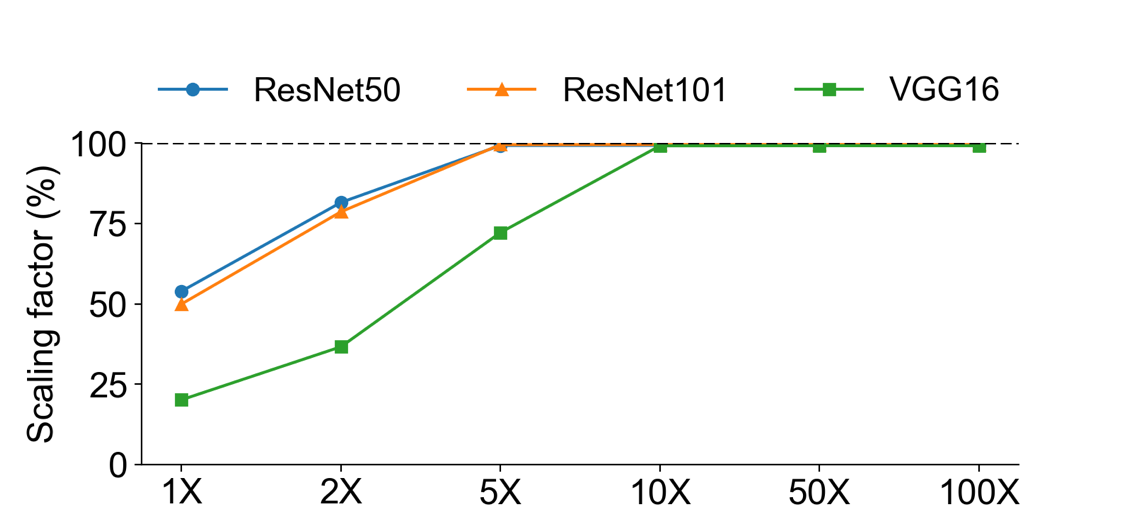 ResNet50 ResNet101 VGG16
Scaling factor (%)
100
75
50
25
0
1X 2X 5X 10X 50X 100X